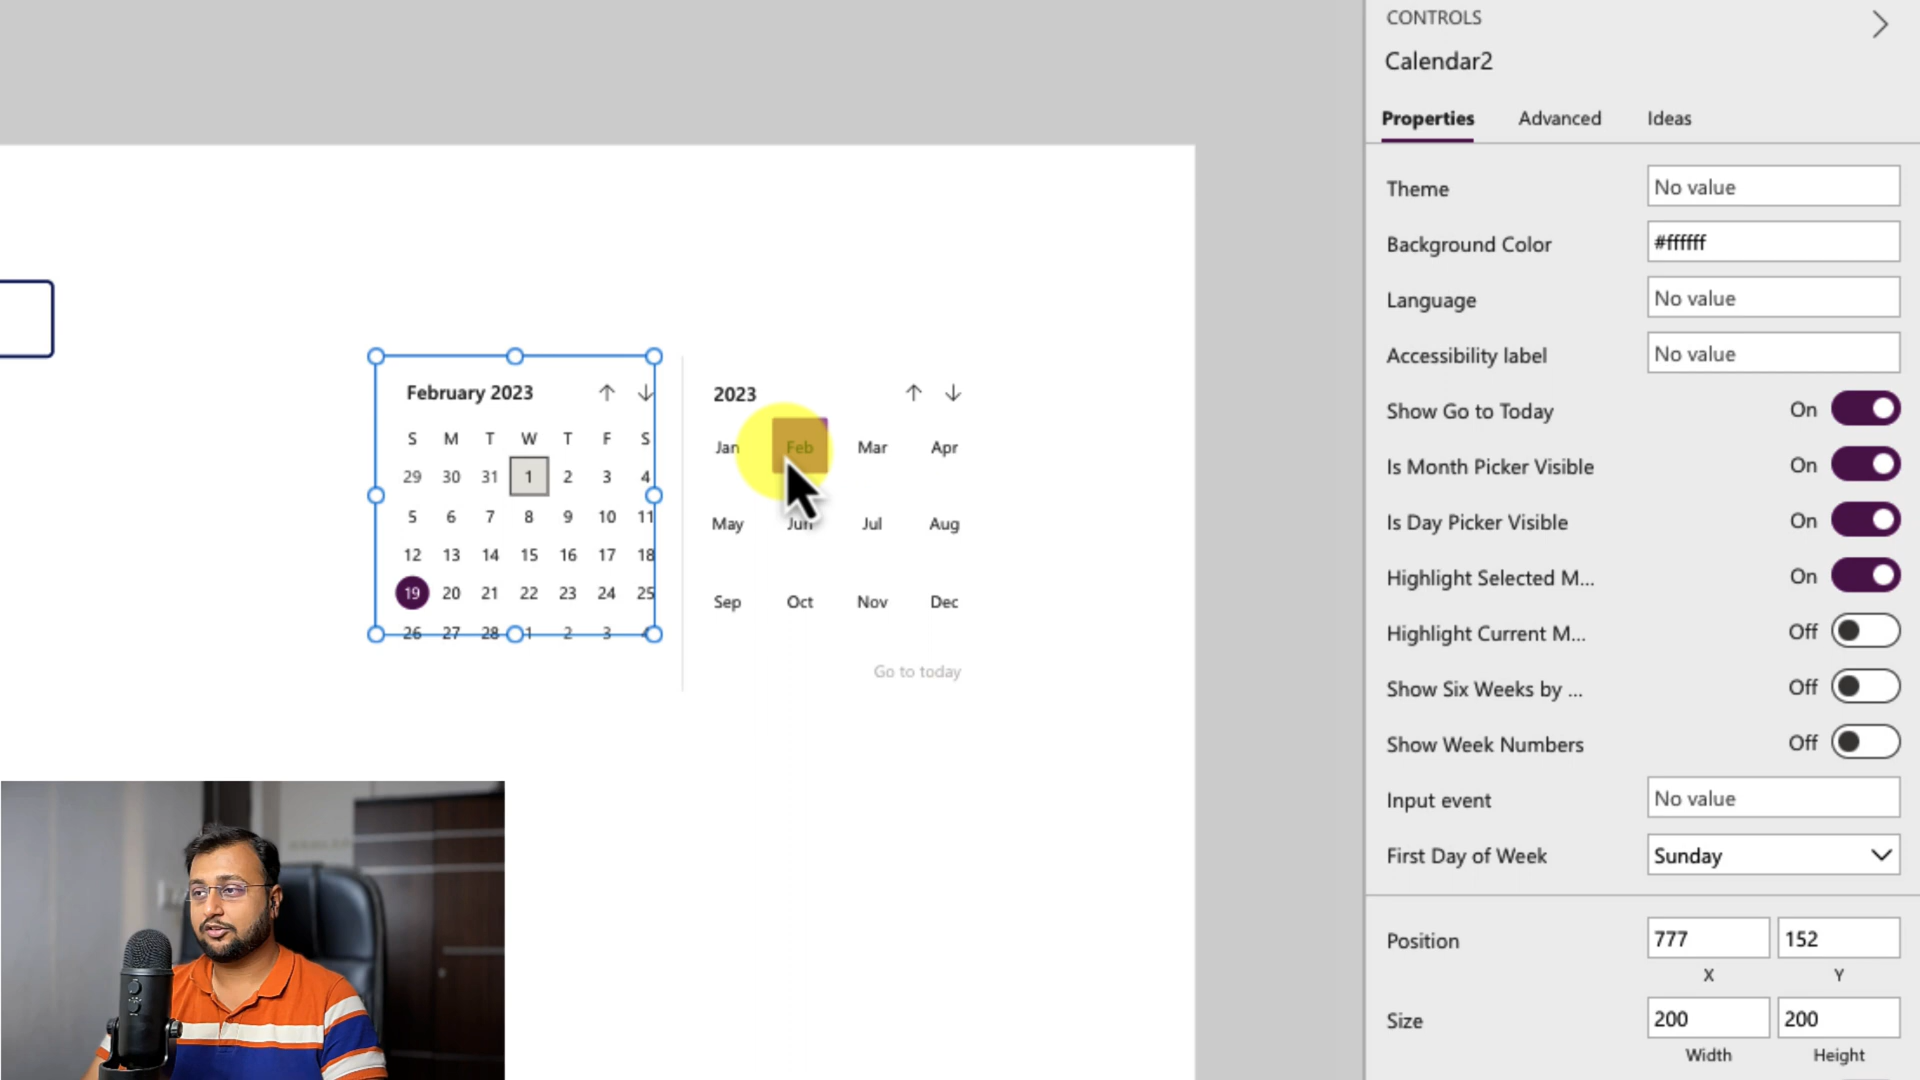 February 2023
S M T W T F S
29 30 31 1 2 3 4
5 6 7 8 9 10 11
12 13 14 15 16 17 18
19 20 21 22 23 24 25
26 27 28 1 2 3 4
2023
Jan Feb Mar Apr
May Jun Jul Aug
Sep Oct Nov Dec
Go to today
CONTROLS
Calendar2
Properties Advanced Ideas
Theme No value
Background Color #ffffff
Language No value
Accessibility label No value
Show Go to Today On
Is Month Picker Visible On
Is Day Picker Visible On
Highlight Selected M... On
Highlight Current M... Off
Show Six Weeks by ... Off
Show Week Numbers Off
Input event No value
First Day of Week Sunday
Position 777 152
X Y
Size 200 200
Width Height